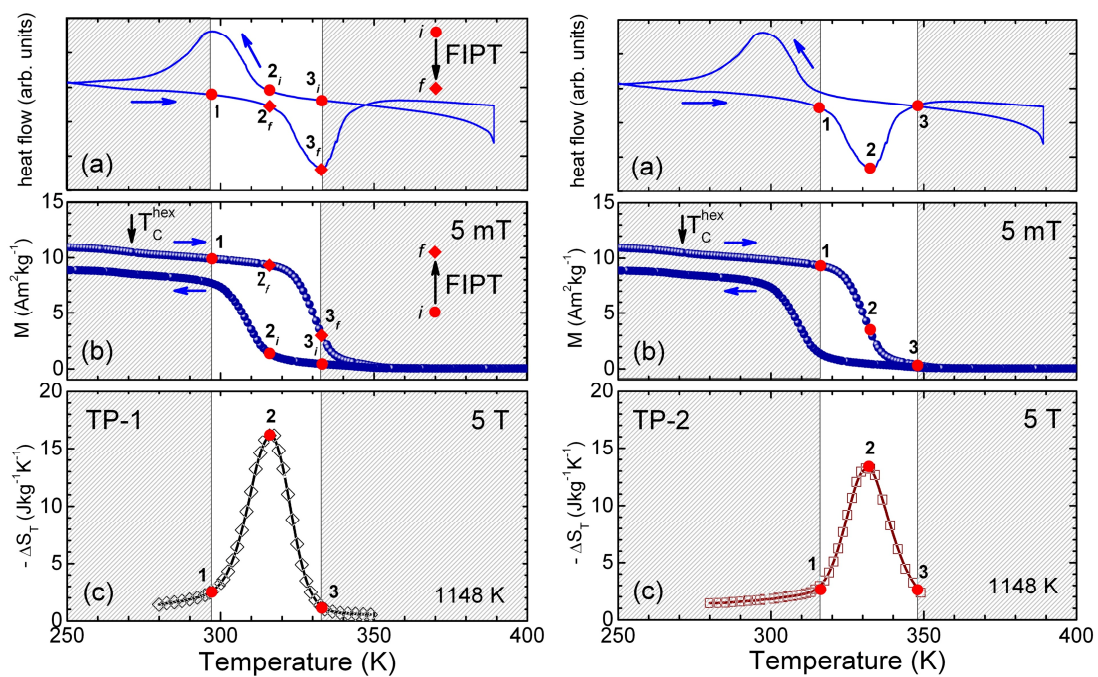 heat flow (arb. units)
i
FIPT
f
2i
3i
1
2f
3f
(a)
M (Am²kg⁻¹)
15
10
5
0
T_C^hex
1
5 mT
f
FIPT
i
2f
3f
2i
3i
(b)
- ΔS_T (Jkg⁻¹K⁻¹)
20
15
10
5
0
TP-1
2
5 T
1
3
(c)
1148 K
250 300 350 400
Temperature (K)
heat flow (arb. units)
1
3
2
(a)
M (Am²kg⁻¹)
15
10
5
0
T_C^hex
1
5 mT
2
3
(b)
- ΔS_T (Jkg⁻¹K⁻¹)
20
15
10
5
0
TP-2
2
5 T
1
3
(c)
1148 K
250 300 350 400
Temperature (K)